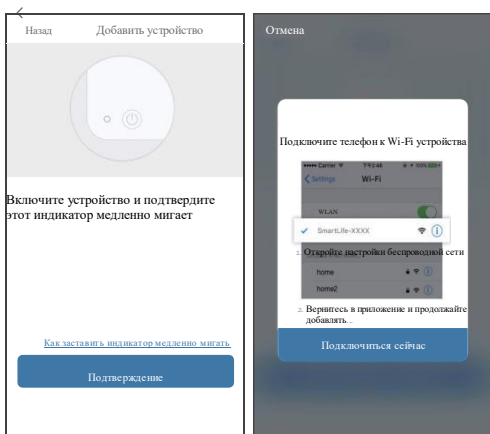 Назад Добавить устройство
Включите устройство и подтвердите
этот индикатор медленно мигает
Как заставить индикатор медленно мигать
Подтверждение
Отмена
Подключите телефон к Wi-Fi устройства
Carrier
Settings Wi-Fi
WLAN
SmartLife-XXXX
1. Откройте настройки беспроводной сети
home
home2
2. Вернитесь в приложение и продолжайте
добавлять...
Подключиться сейчас